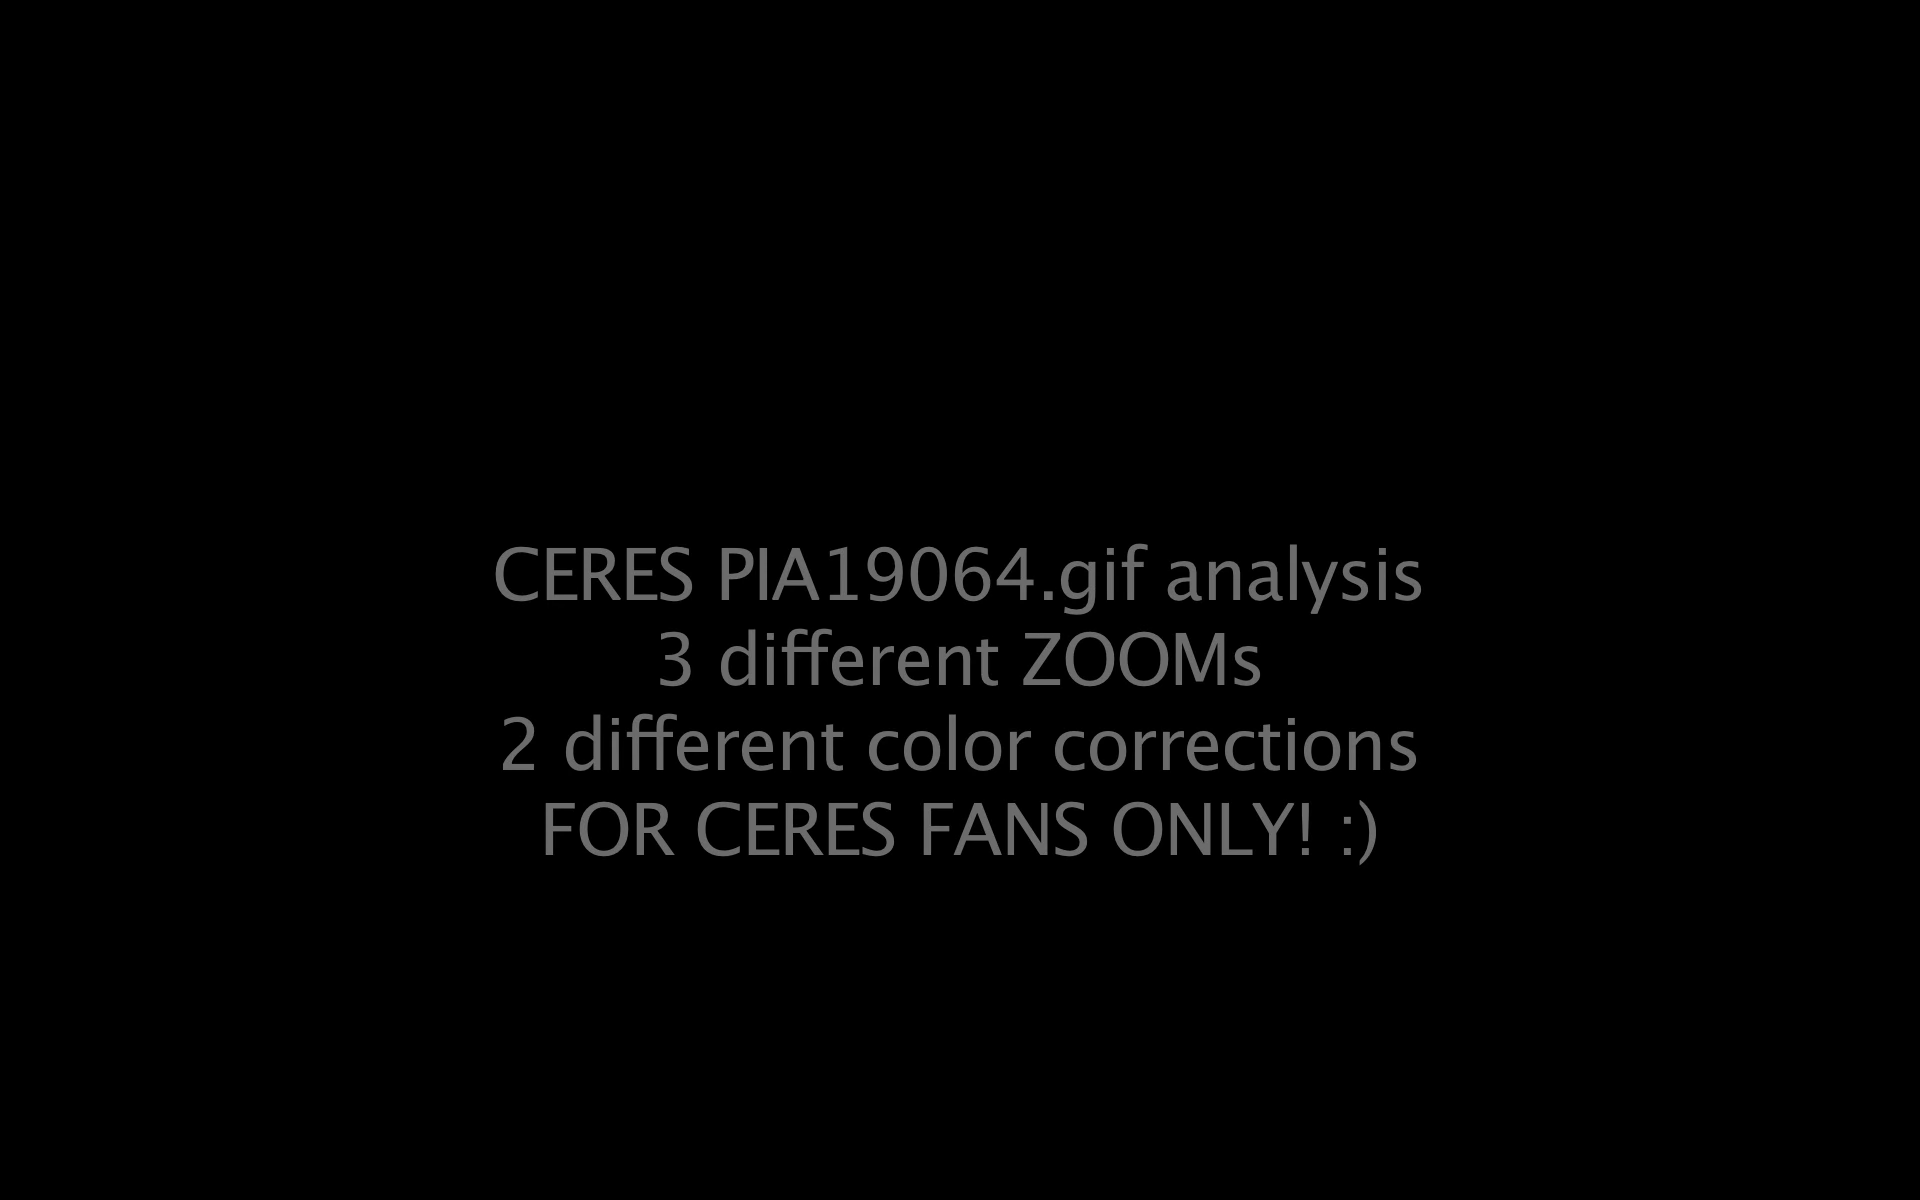 CERES PIA19064.gif analysis
3 different ZOOMs
2 different color corrections
FOR CERES FANS ONLY! :)